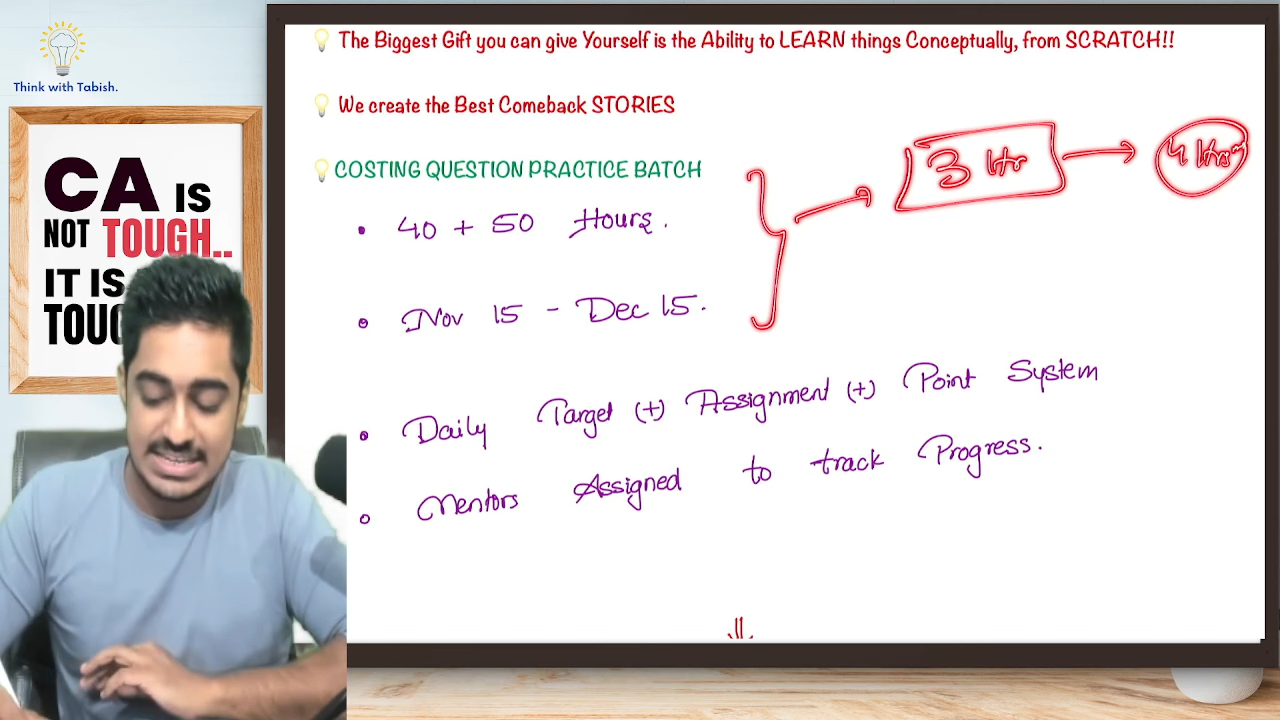 Think with Tabish.
CA IS
NOT TOUGH..
IT IS
TOUG
The Biggest Gift you can give Yourself is the Ability to LEARN things Conceptually, from SCRATCH!!
We create the Best Comeback STORIES
COSTING QUESTION PRACTICE BATCH
• 40 + 50 Hours.
• Nov 15 - Dec 15.
3 Hr → 4 Hrs
• Daily Target (+) Assignment (+) Point System
• Mentors Assigned to track Progress.